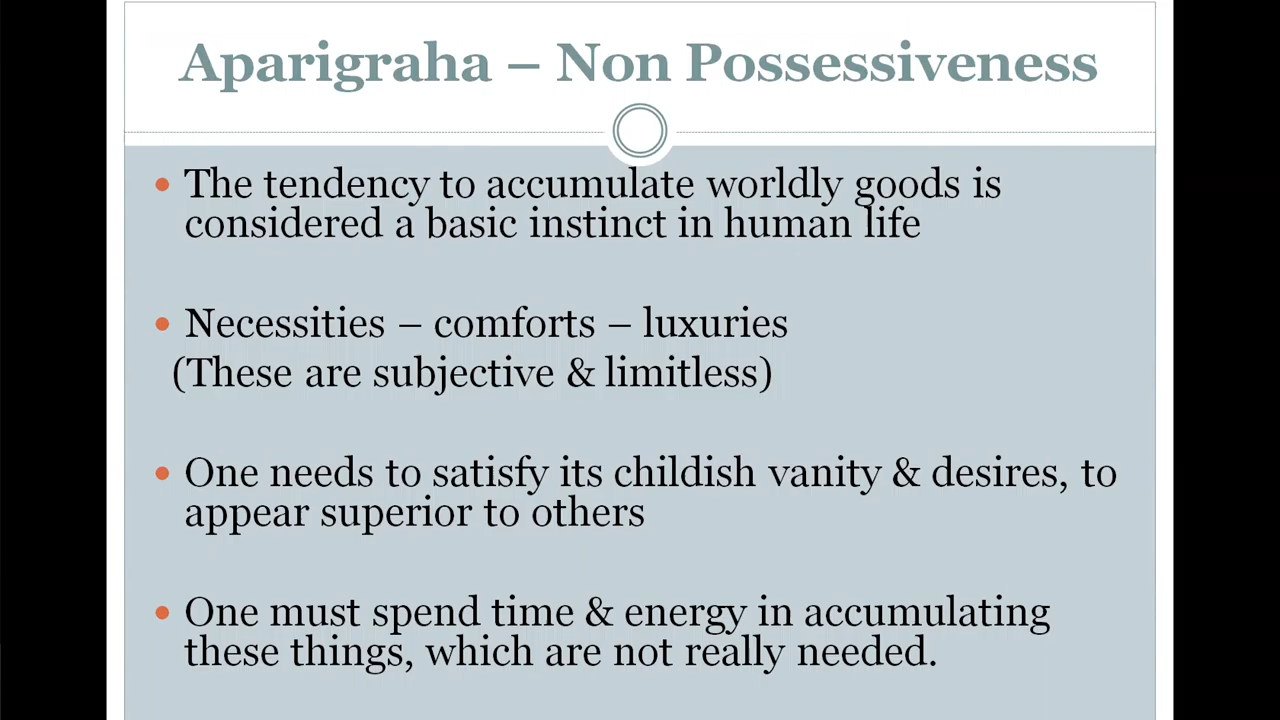 Aparigraha – Non Possessiveness
• The tendency to accumulate worldly goods is
considered a basic instinct in human life
• Necessities – comforts – luxuries
(These are subjective & limitless)
• One needs to satisfy its childish vanity & desires, to
appear superior to others
• One must spend time & energy in accumulating
these things, which are not really needed.